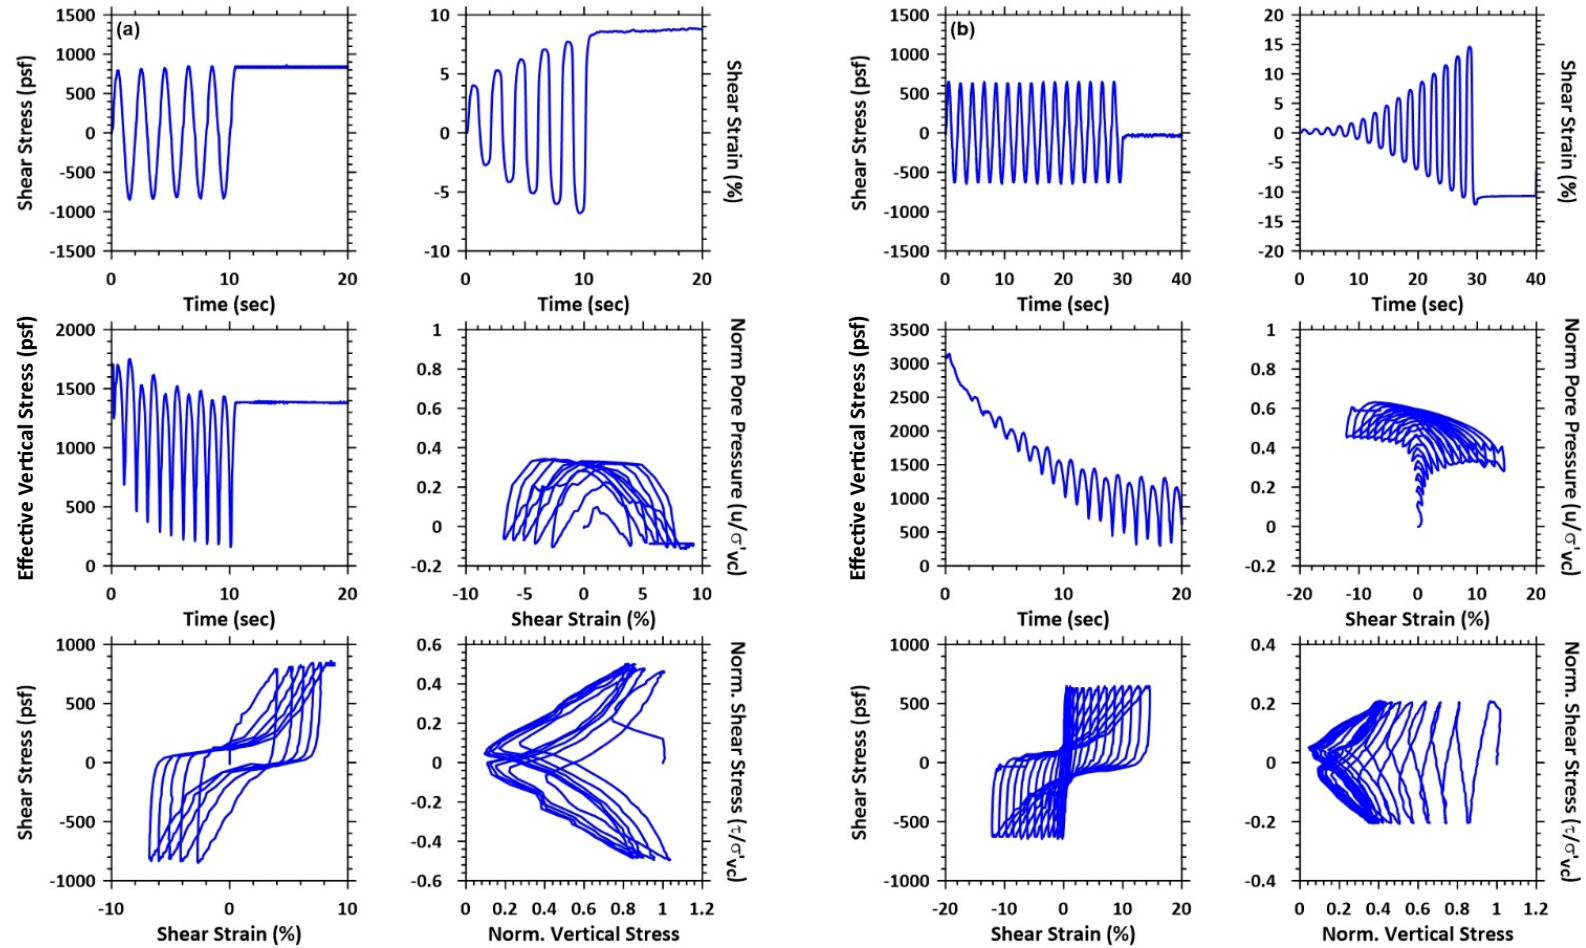 (a)
Shear Stress (psf)
1500
1000
500
0
-500
-1000
-1500
0 10 20
Time (sec)
Shear Strain (%)
10
5
0
-5
-10
0 10 20
Time (sec)
(b)
Shear Stress (psf)
1500
1000
500
0
-500
-1000
-1500
0 10 20 30 40
Time (sec)
Shear Strain (%)
20
15
10
5
0
-5
-10
-15
-20
0 10 20 30 40
Time (sec)
Effective Vertical Stress (psf)
2000
1500
1000
500
0
0 10 20
Time (sec)
Norm Pore Pressure (u/σ'vc)
1
0.8
0.6
0.4
0.2
0
-0.2
-10 -5 0 5 10
Shear Strain (%)
Effective Vertical Stress (psf)
3500
3000
2500
2000
1500
1000
500
0
0 10 20
Time (sec)
Norm Pore Pressure (u/σ'vc)
1
0.8
0.6
0.4
0.2
0
-0.2
-20 -10 0 10 20
Shear Strain (%)
Shear Stress (psf)
1000
500
0
-500
-1000
-10 0 10
Shear Strain (%)
Norm. Shear Stress (τ/σ'vc)
0.6
0.4
0.2
0
-0.2
-0.4
-0.6
0 0.2 0.4 0.6 0.8 1 1.2
Norm. Vertical Stress
Shear Stress (psf)
1000
500
0
-500
-1000
-20 -10 0 10 20
Shear Strain (%)
Norm. Shear Stress (τ/σ'vc)
0.4
0.2
0
-0.2
-0.4
0 0.2 0.4 0.6 0.8 1 1.2
Norm. Vertical Stress